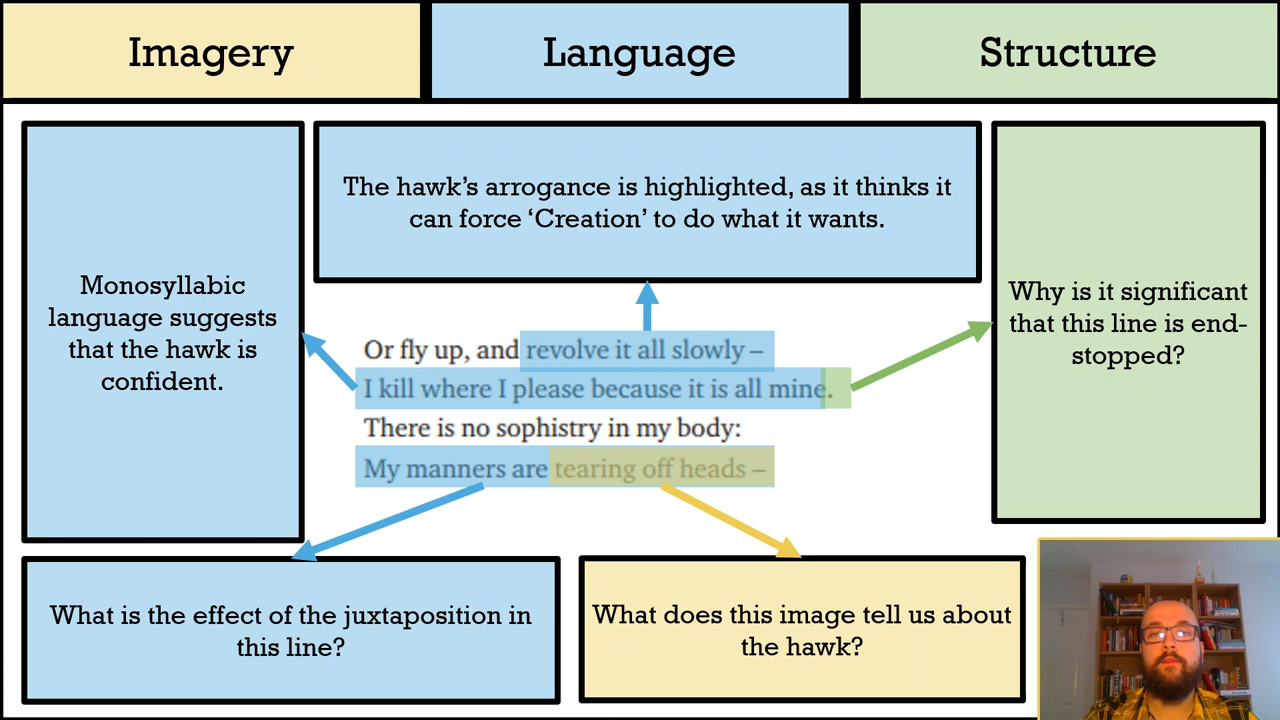 Imagery
Language
Structure
The hawk’s arrogance is highlighted, as it thinks it
can force ‘Creation’ to do what it wants.
Monosyllabic
language suggests
that the hawk is
confident.
Why is it significant
that this line is end-
stopped?
Or fly up, and revolve it all slowly –
I kill where I please because it is all mine.
There is no sophistry in my body:
My manners are tearing off heads –
What is the effect of the juxtaposition in
this line?
What does this image tell us about
the hawk?